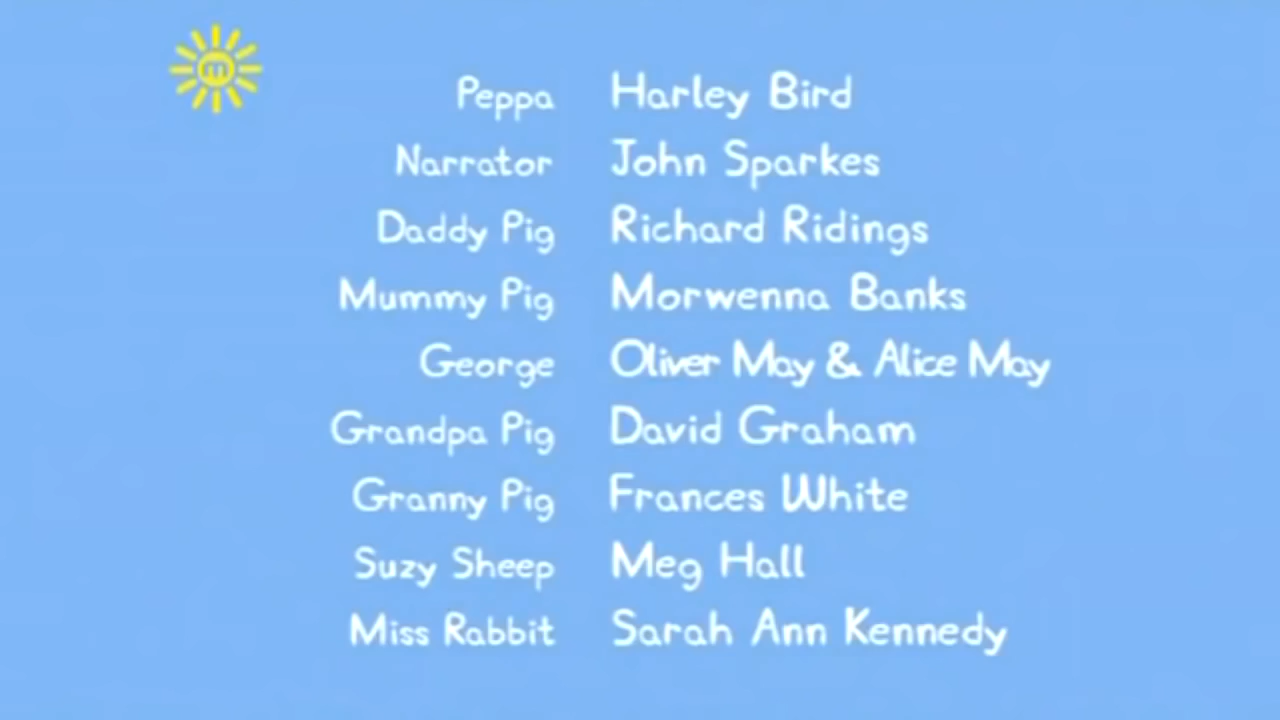 m
Peppa Harley Bird
Narrator John Sparkes
Daddy Pig Richard Ridings
Mummy Pig Morwenna Banks
George Oliver May & Alice May
Grandpa Pig David Graham
Granny Pig Frances White
Suzy Sheep Meg Hall
Miss Rabbit Sarah Ann Kennedy